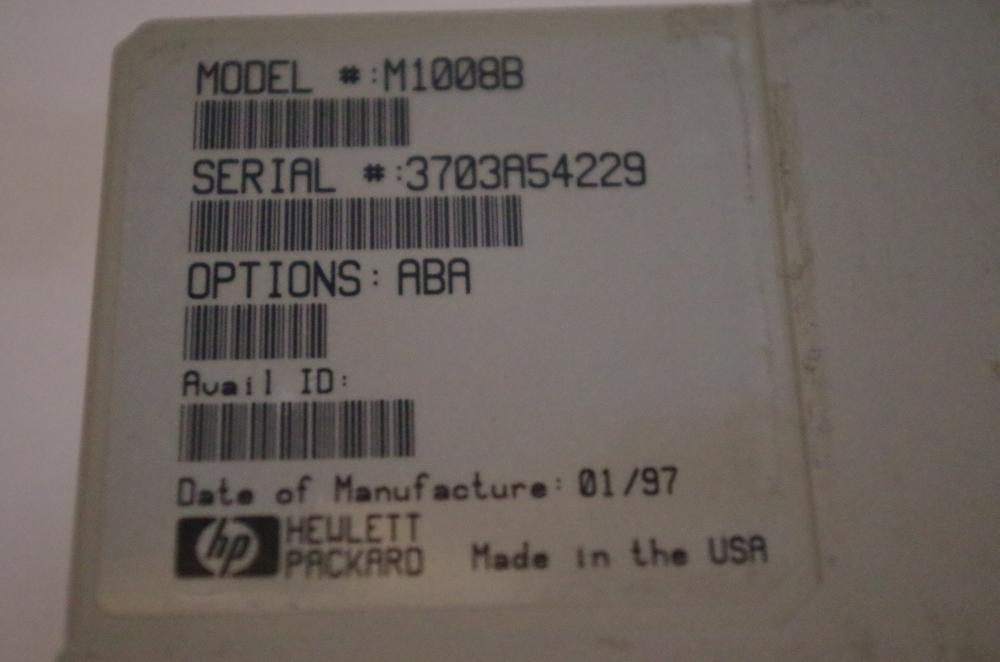 MODEL #:M1008B
SERIAL #:3703A54229
OPTIONS: ABA
Avail ID:
Date of Manufacture: 01/97
hp HEWLETT
PACKARD Made in the USA